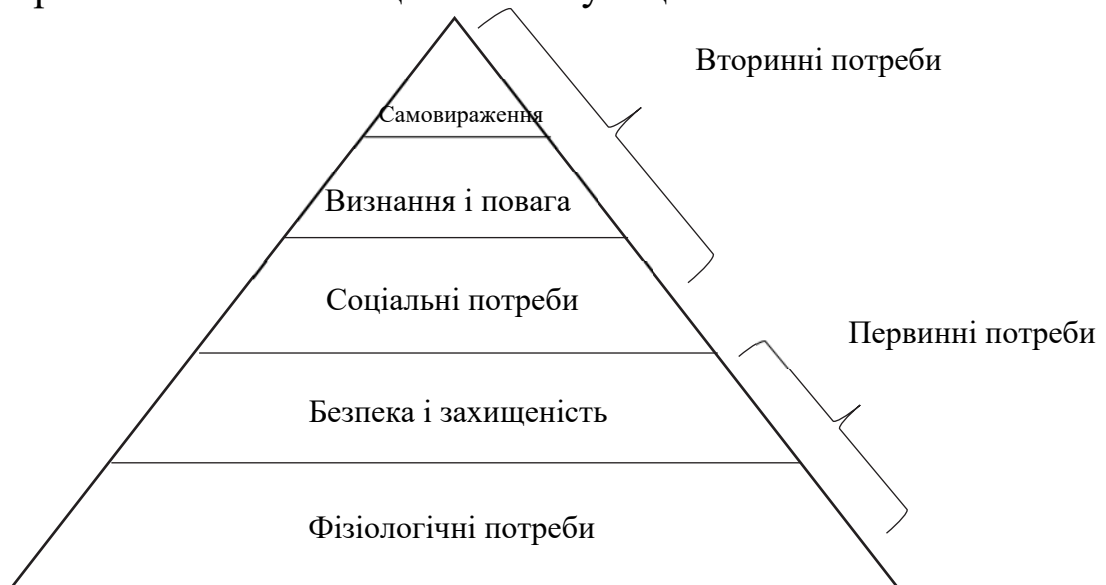 Вторинні потреби
Самовираження
Визнання і повага
Соціальні потреби
Первинні потреби
Безпека і захищеність
Фізіологічні потреби